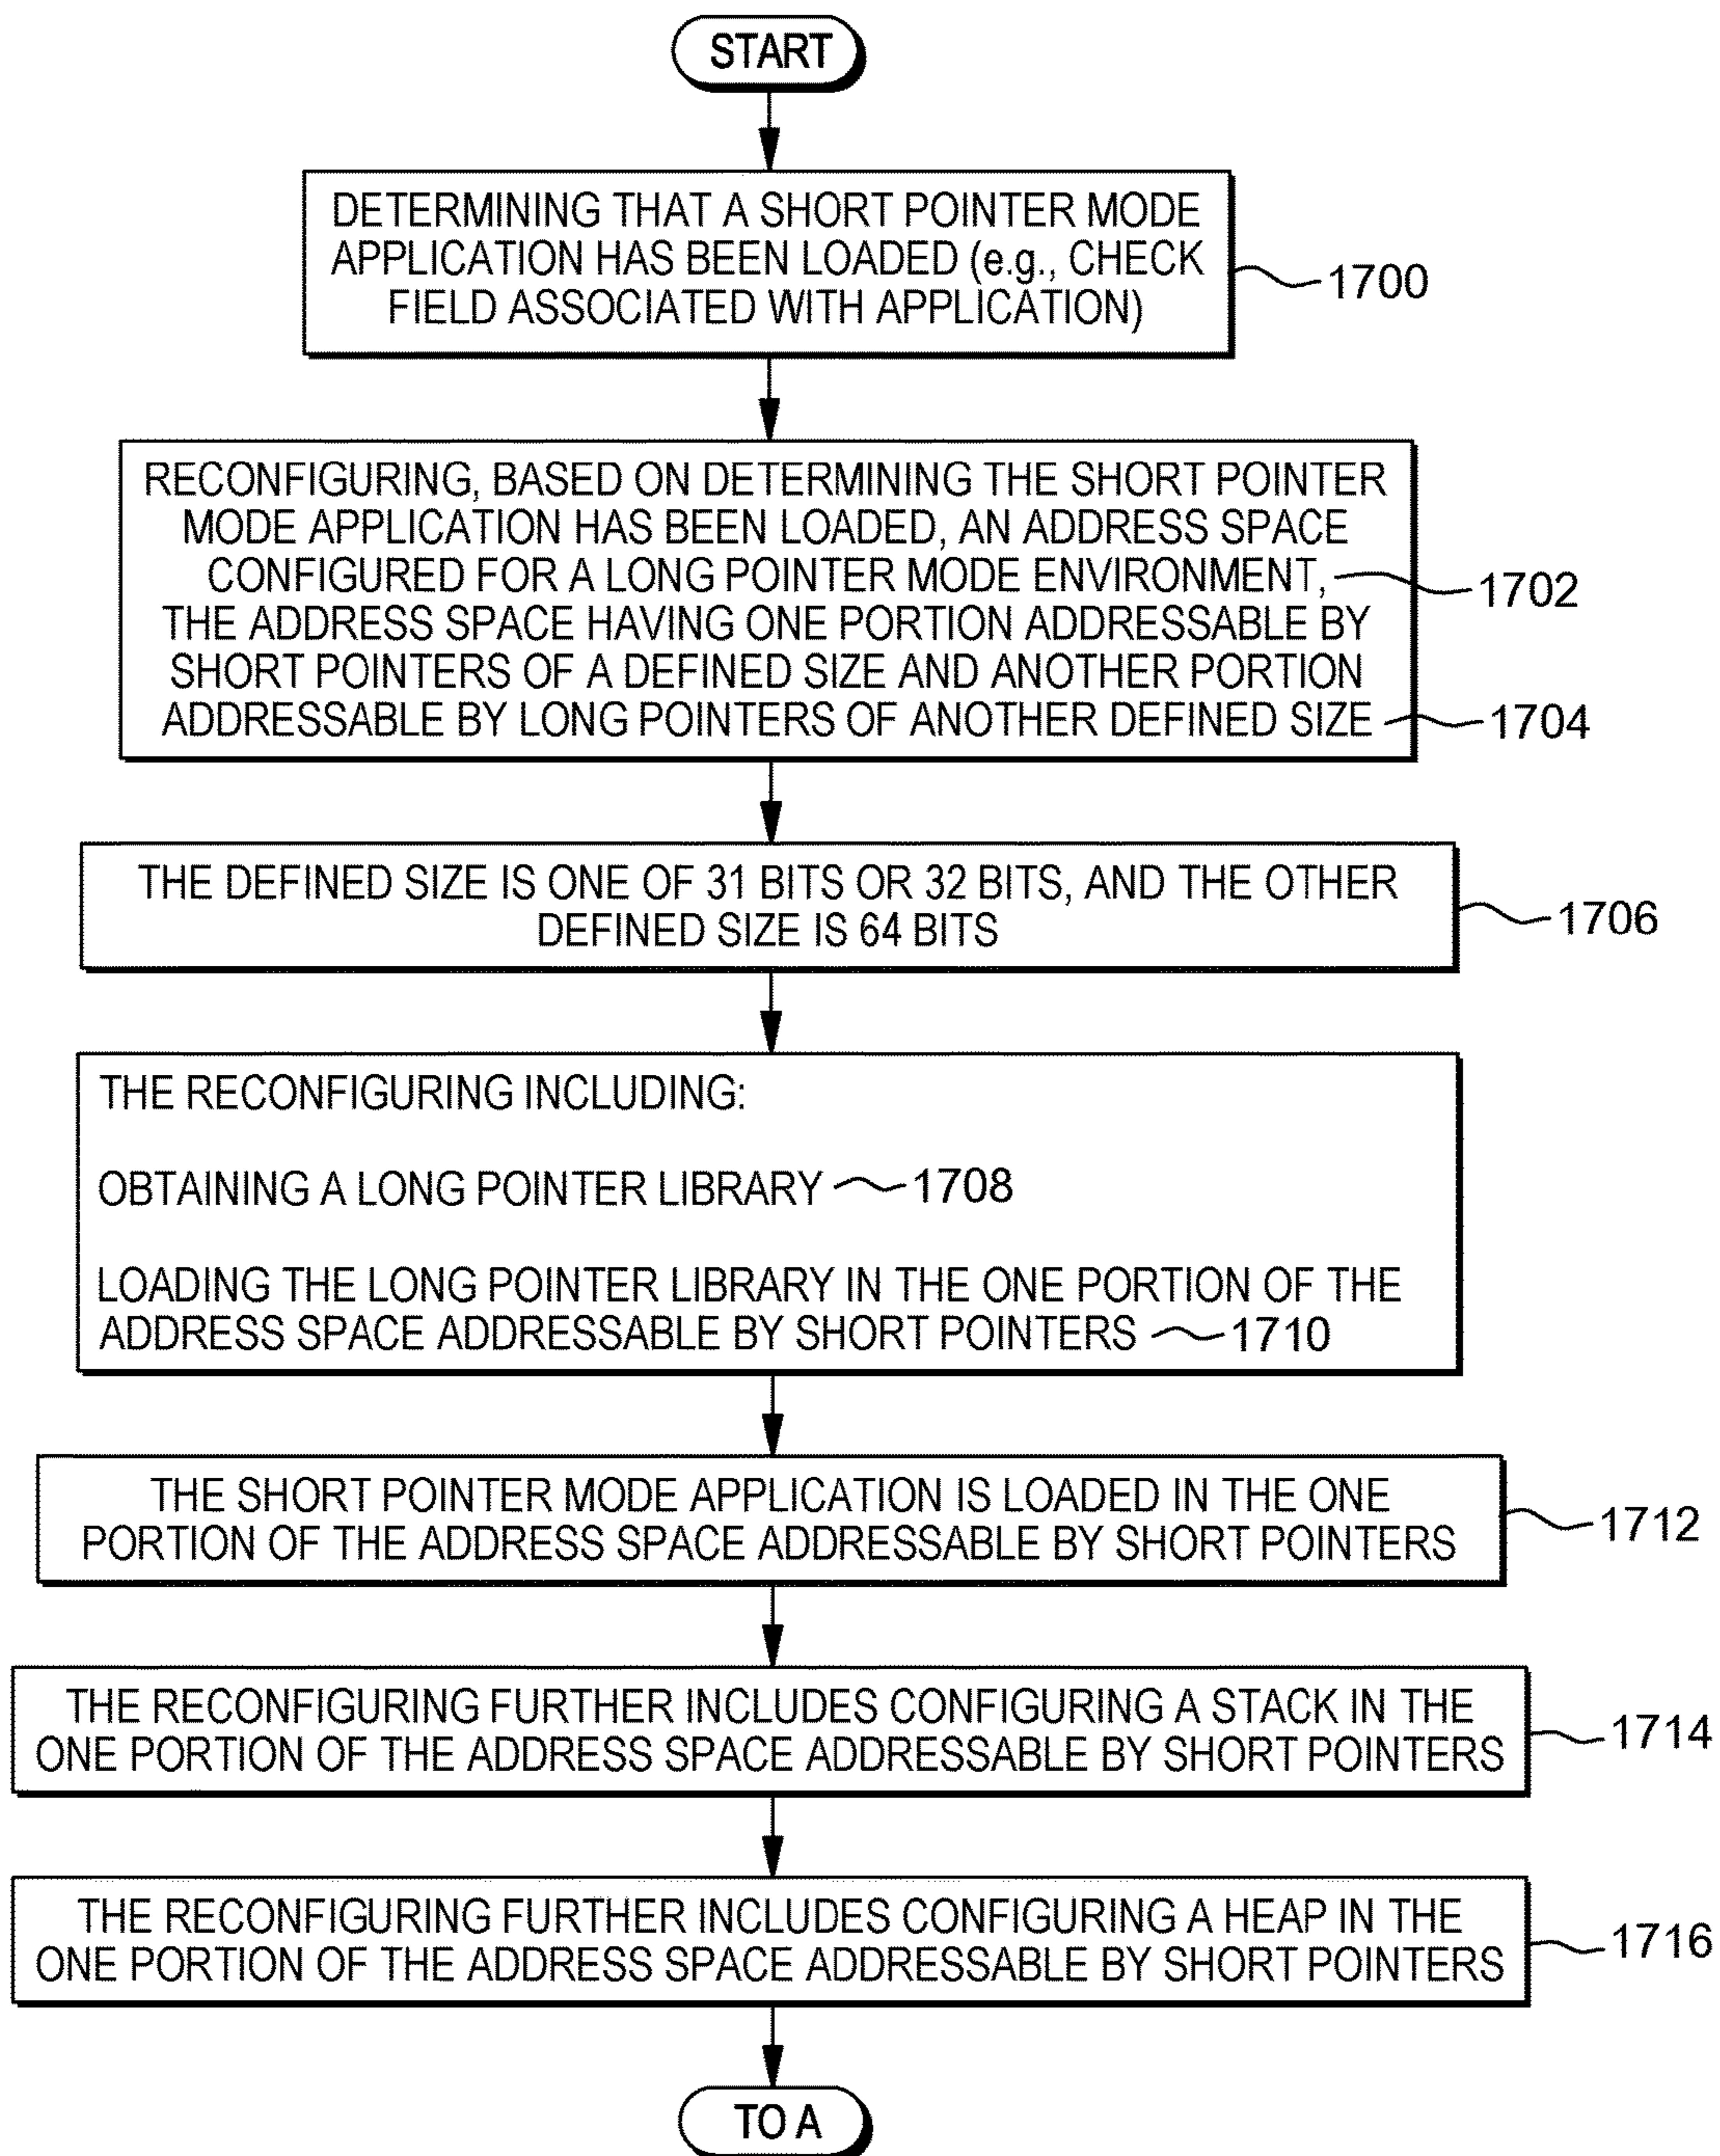 START
DETERMINING THAT A SHORT POINTER MODE
APPLICATION HAS BEEN LOADED (e.g., CHECK
FIELD ASSOCIATED WITH APPLICATION)
1700
RECONFIGURING, BASED ON DETERMINING THE SHORT POINTER
MODE APPLICATION HAS BEEN LOADED, AN ADDRESS SPACE
CONFIGURED FOR A LONG POINTER MODE ENVIRONMENT,
1702
THE ADDRESS SPACE HAVING ONE PORTION ADDRESSABLE BY
SHORT POINTERS OF A DEFINED SIZE AND ANOTHER PORTION
ADDRESSABLE BY LONG POINTERS OF ANOTHER DEFINED SIZE
1704
THE DEFINED SIZE IS ONE OF 31 BITS OR 32 BITS, AND THE OTHER
DEFINED SIZE IS 64 BITS
1706
THE RECONFIGURING INCLUDING:
OBTAINING A LONG POINTER LIBRARY
1708
LOADING THE LONG POINTER LIBRARY IN THE ONE PORTION OF THE
ADDRESS SPACE ADDRESSABLE BY SHORT POINTERS
1710
THE SHORT POINTER MODE APPLICATION IS LOADED IN THE ONE
PORTION OF THE ADDRESS SPACE ADDRESSABLE BY SHORT POINTERS
1712
THE RECONFIGURING FURTHER INCLUDES CONFIGURING A STACK IN THE
ONE PORTION OF THE ADDRESS SPACE ADDRESSABLE BY SHORT POINTERS
1714
THE RECONFIGURING FURTHER INCLUDES CONFIGURING A HEAP IN THE
ONE PORTION OF THE ADDRESS SPACE ADDRESSABLE BY SHORT POINTERS
1716
TO A